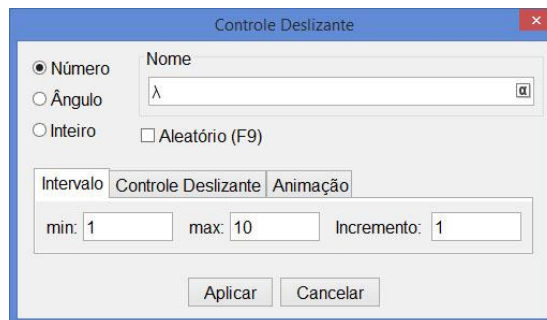 Controle Deslizante
Número
Ângulo
Inteiro
Nome
λ
α
Aleatório (F9)
Intervalo Controle Deslizante Animação
min: 1 max: 10 Incremento: 1
Aplicar Cancelar